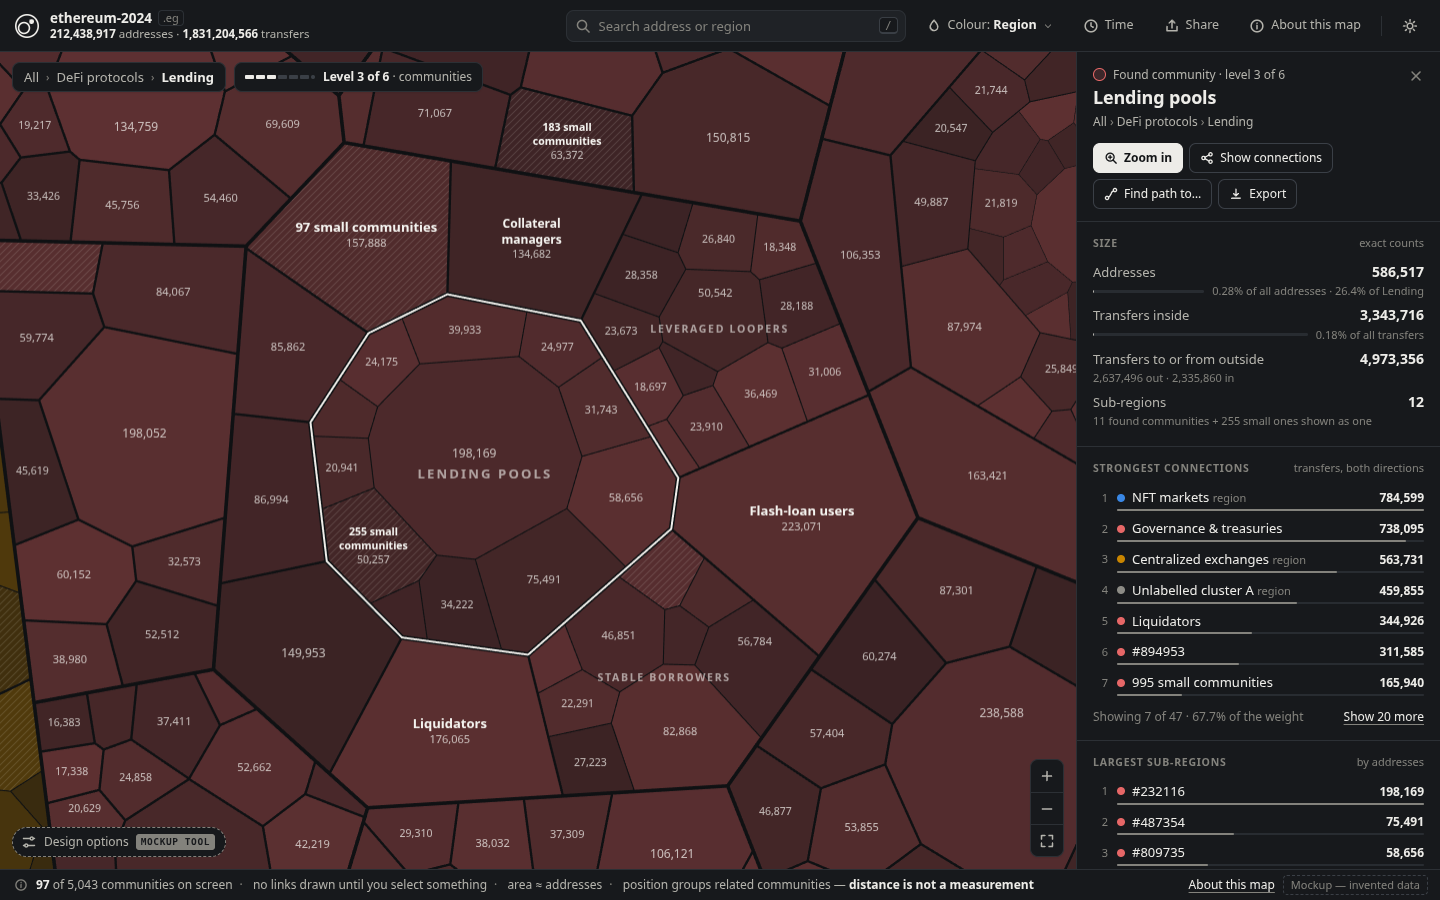 ethereum-2024 .eg
212,438,917 addresses · 1,831,204,566 transfers
Search address or region /
Colour: Region
Time
Share
About this map
All › DeFi protocols › Lending
Level 3 of 6 · communities
19,217
134,759
69,609
71,067
183 small
communities
63,372
150,815
21,744
20,547
33,426
45,756
54,460
97 small communities
157,888
Collateral
managers
134,682
26,840
18,348
49,887
21,819
106,353
28,358
50,542
28,188
84,067
59,774
85,862
39,933
24,977
23,673
LEVERAGED LOOPERS
87,974
24,175
18,697
31,006
36,469
25,849
31,743
23,910
198,052
45,619
20,941
198,169
LENDING POOLS
58,656
163,421
86,994
Flash-loan users
223,071
255 small
communities
50,257
60,152
32,573
75,491
87,301
34,222
52,512
46,851
56,784
38,980
149,953
60,274
STABLE BORROWERS
16,383
37,411
Liquidators
176,065
22,291
82,868
57,404
238,588
17,338
24,858
52,662
27,223
20,629
46,877
53,855
42,219
29,310
38,032
37,309
106,121
Design options MOCKUP TOOL
+
−
Found community · level 3 of 6
Lending pools
All › DeFi protocols › Lending
Zoom in
Show connections
Find path to...
Export
SIZE exact counts
Addresses 586,517
0.28% of all addresses · 26.4% of Lending
Transfers inside 3,343,716
0.18% of all transfers
Transfers to or from outside 4,973,356
2,637,496 out · 2,335,860 in
Sub-regions 12
11 found communities + 255 small ones shown as one
STRONGEST CONNECTIONS transfers, both directions
1 NFT markets region 784,599
2 Governance & treasuries 738,095
3 Centralized exchanges region 563,731
4 Unlabelled cluster A region 459,855
5 Liquidators 344,926
6 #894953 311,585
7 995 small communities 165,940
Showing 7 of 47 · 67.7% of the weight Show 20 more
LARGEST SUB-REGIONS by addresses
1 #232116 198,169
2 #487354 75,491
3 #809735 58,656
97 of 5,043 communities on screen · no links drawn until you select something · area ≈ addresses · position groups related communities — distance is not a measurement
About this map
Mockup — invented data